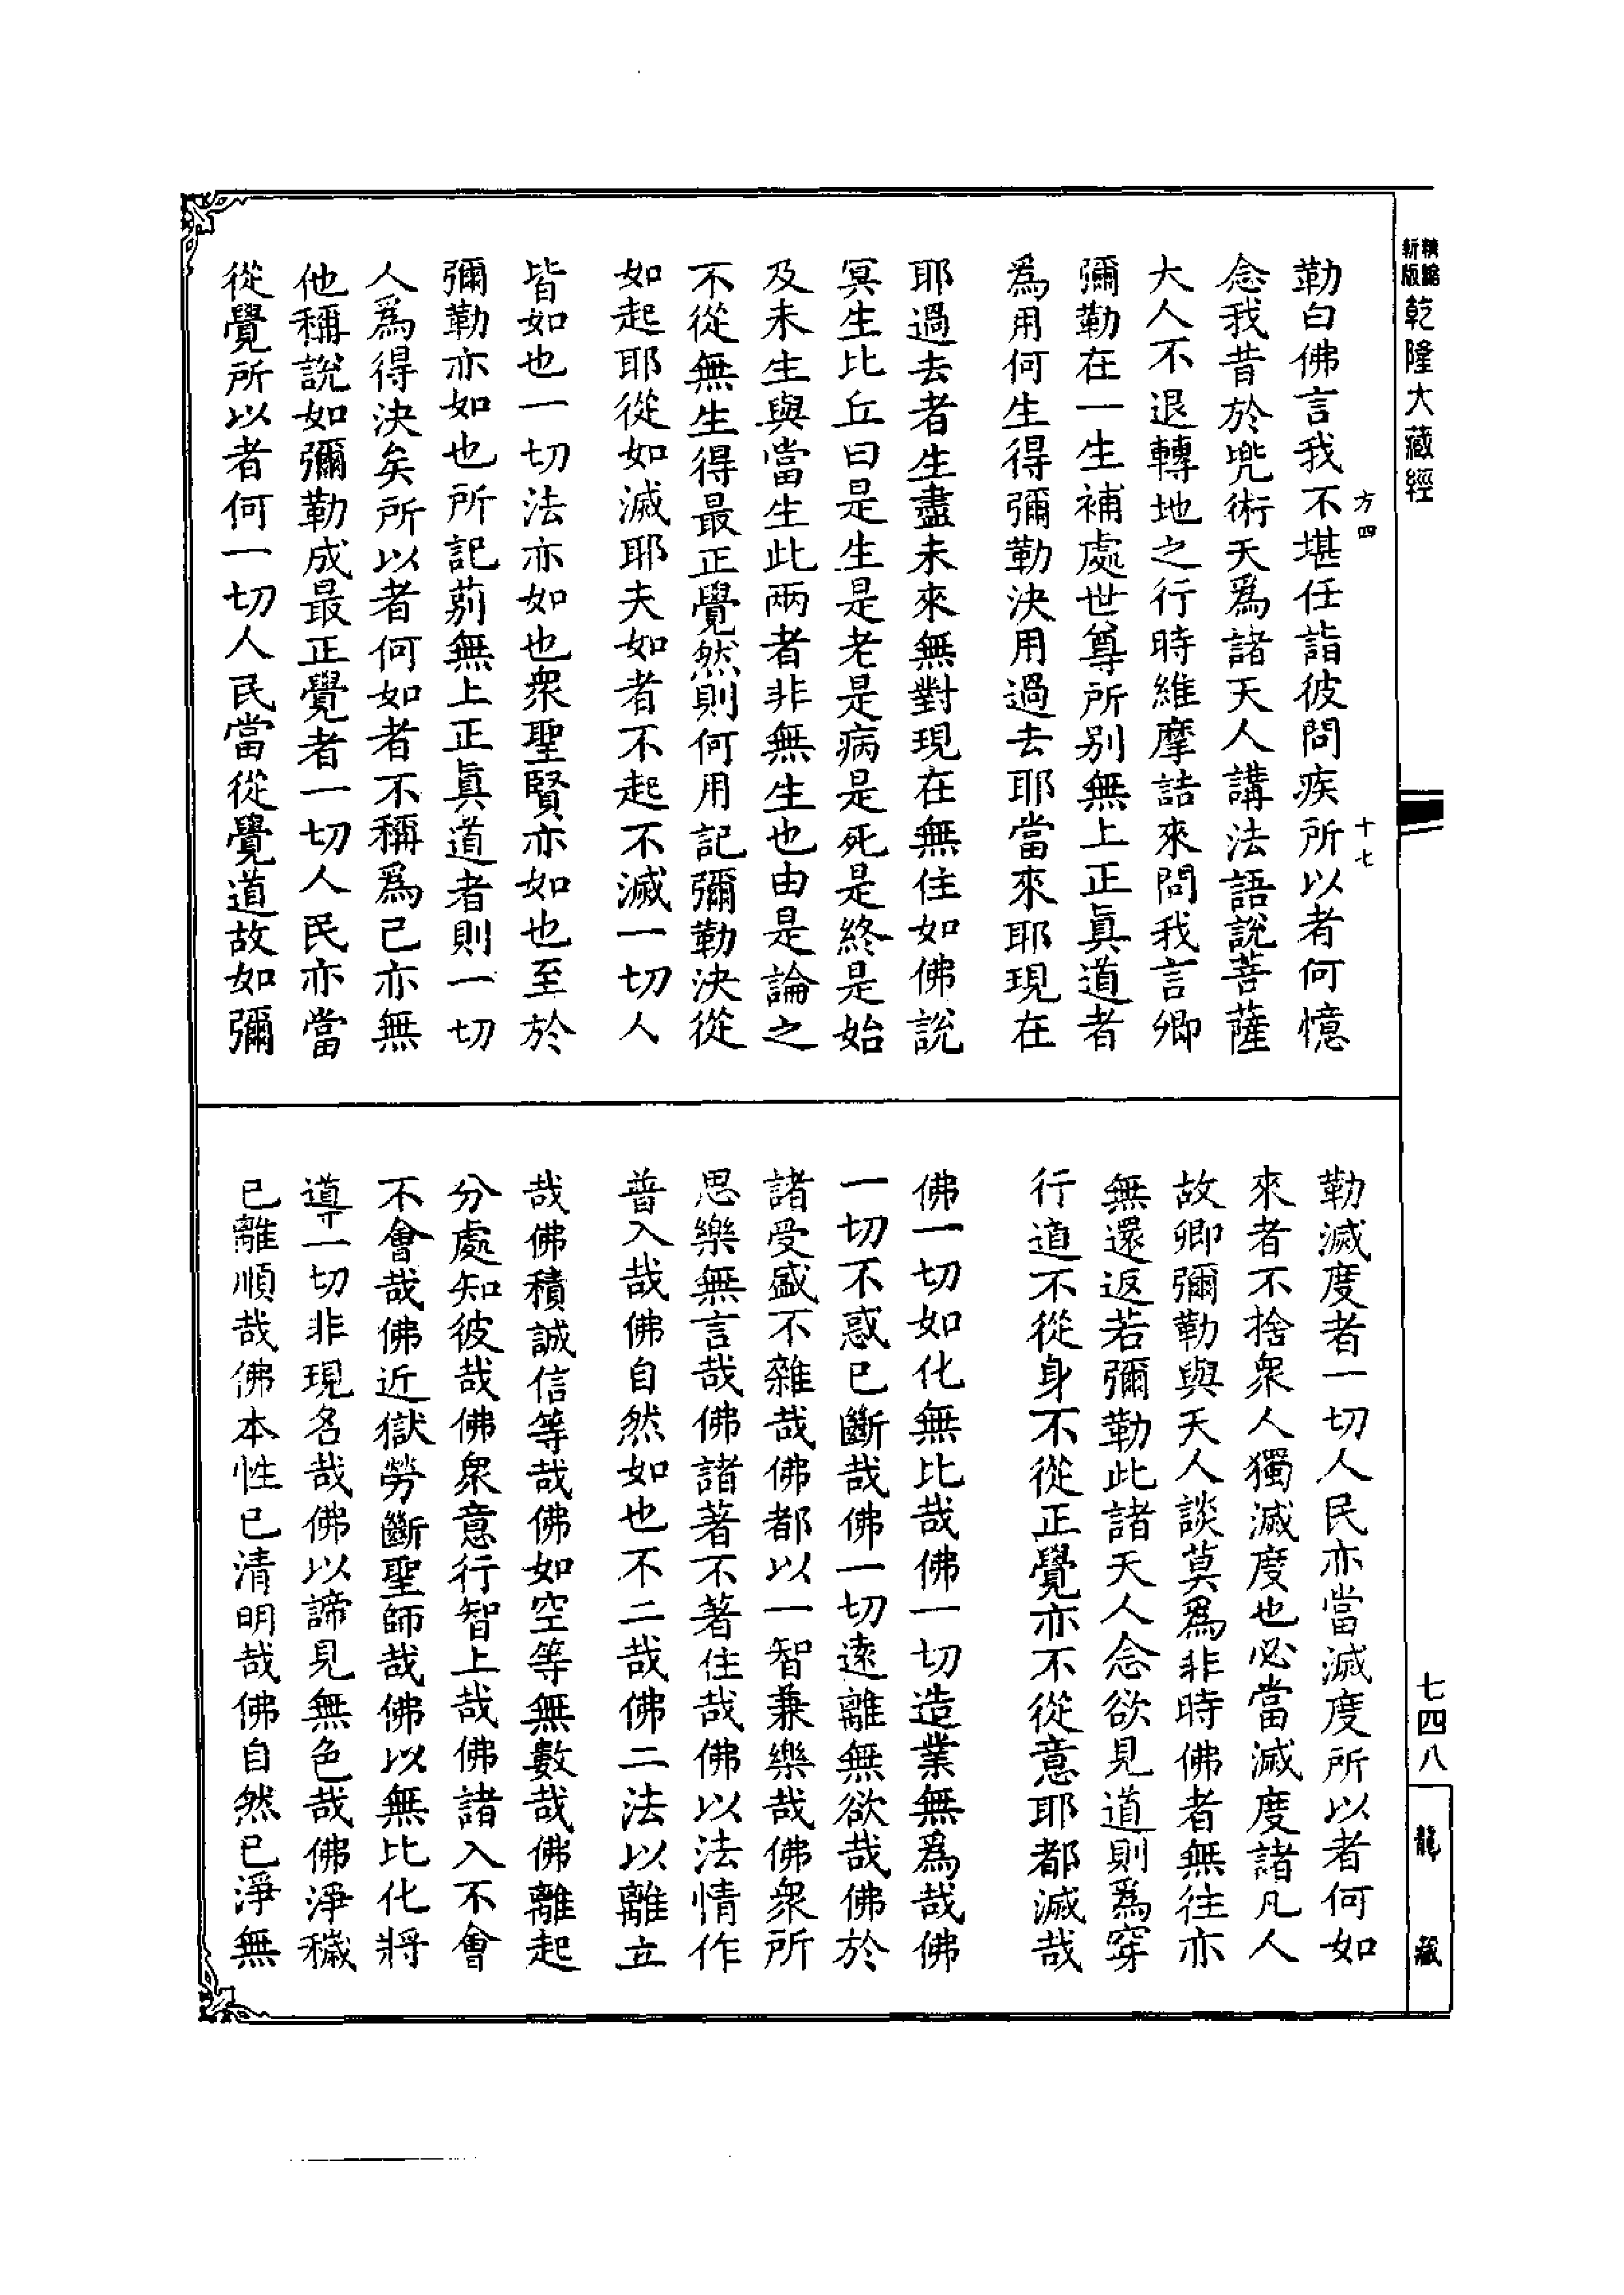 精縮
新版
乾隆大藏經
方四
十七
勒白佛言我不堪任詣彼問疾所以者何憶
念我昔於兜術天爲諸天人講法語說菩薩
大人不退轉地之行時維摩詰來問我言卿
彌勒在一生補處世尊所別無上正眞道者
爲用何生得彌勒決用過去耶當來耶現在
耶過去者生盡未來無對現在無住如佛說
冥生比丘曰是生是老是病是死是終是始
及未生與當生此兩者非無生也由是論之
不從無生得最正覺然則何用記彌勒決從
如起耶從如滅耶夫如者不起不滅一切人
皆如也一切法亦如也衆聖賢亦如也至於
彌勒亦如也所記莂無上正眞道者則一切
人爲得決矣所以者何如者不稱爲己亦無
他稱說如彌勒成最正覺者一切人民亦當
從覺所以者何一切人民當從覺道故如彌
勒滅度者一切人民亦當滅度所以者何如
來者不捨衆人獨滅度也必當滅度諸凡人
故卿彌勒與天人談莫爲非時佛者無往亦
無還返若彌勒此諸天人念欲見道則爲穿
行道不從身不從正覺亦不從意耶都滅哉
佛一切如化無比哉佛一切造業無爲哉佛
一切不惑已斷哉佛一切遠離無欲哉佛於
諸受盛不雜哉佛都以一智兼樂哉佛衆所
思樂無言哉佛諸著不著住哉佛以法情作
普入哉佛自然如也不二哉佛二法以離立
哉佛積誠信等哉佛如空等無數哉佛離起
分處知彼哉佛衆意行智上哉佛諸入不會
不會哉佛近獄勞斷聖師哉佛以無比化將
導一切非現名哉佛以諦見無色哉佛淨穢
已離順哉佛本性已清明哉佛自然已淨無
七四八
龍藏